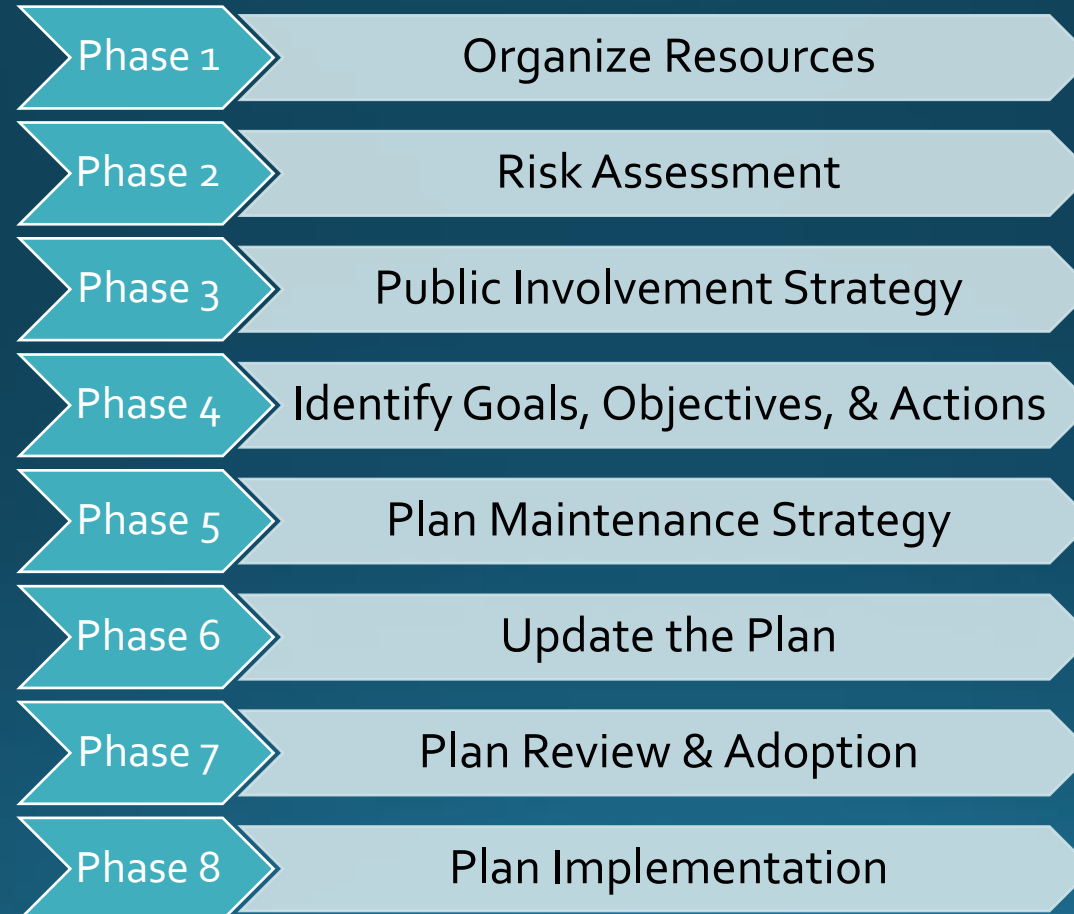 Phase 1 Organize Resources
Phase 2 Risk Assessment
Phase 3 Public Involvement Strategy
Phase 4 Identify Goals, Objectives, & Actions
Phase 5 Plan Maintenance Strategy
Phase 6 Update the Plan
Phase 7 Plan Review & Adoption
Phase 8 Plan Implementation